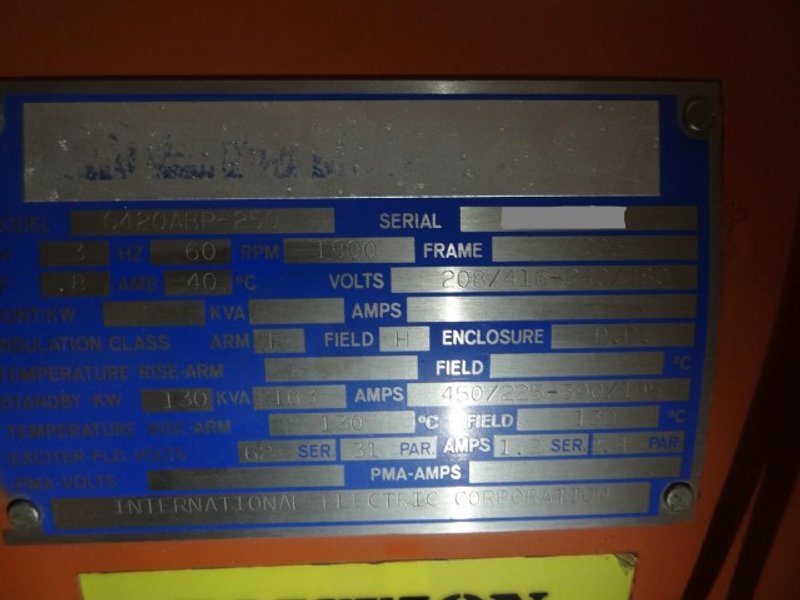 MODEL 6420ABP-250 SERIAL
3 HZ 60 RPM 1800 FRAME
.8 AMB 40 °C VOLTS 208/416-240/480
KW KVA AMPS
INSULATION CLASS ARM F FIELD H ENCLOSURE D.P.
TEMPERATURE RISE-ARM FIELD °C
STANDBY KW 130 KVA AMPS 450/225-390/195
TEMPERATURE RISE-ARM 130 °C FIELD 130 °C
EXCITER FLD. VOLTS 62 SER. 31 PAR. AMPS 1.2 SER. PAR.
PMA-VOLTS PMA-AMPS
INTERNATIONAL ELECTRIC CORPORATION